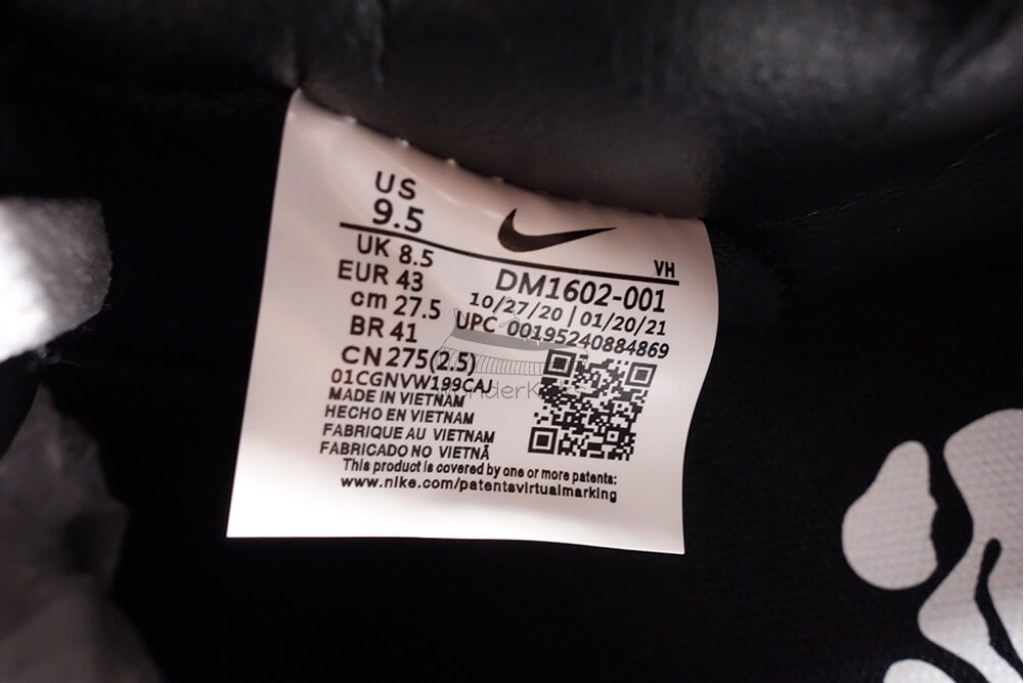 US
9.5
UK 8.5
EUR 43
cm 27.5
BR 41
CN 275(2.5)
VH
DM1602-001
10/27/20 | 01/20/21
UPC 00195240884869
01CGNVW199CAJ
MADE IN VIETNAM
HECHO EN VIETNAM
FABRIQUE AU VIETNAM
FABRICADO NO VIETNÃ
This product is covered by one or more patents:
www.nike.com/patentsvirtualmarking